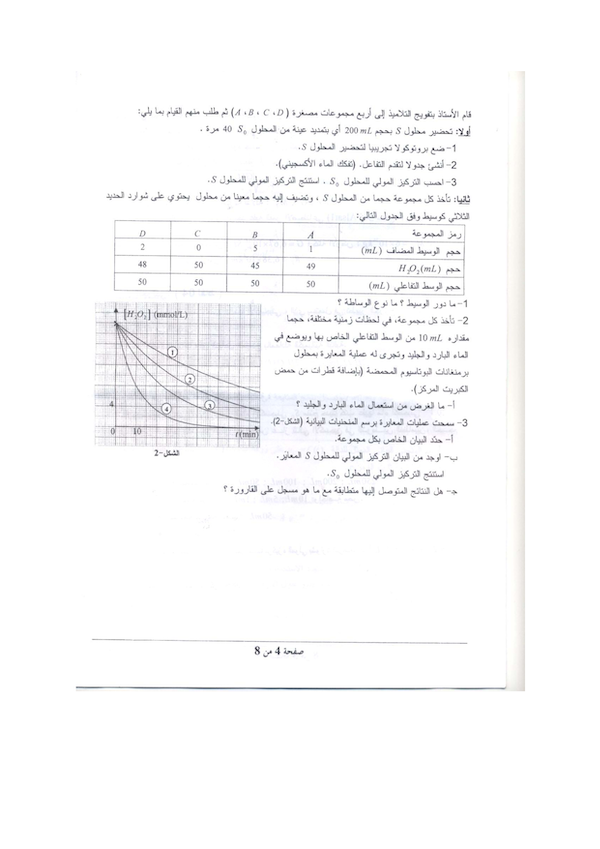 قام الأستاذ بتفويج التلاميذ إلى أربع مجموعات مصغرة ( A ، B ، C ، D ) ثم طلب منهم القيام بما يلي:
أولا: تحضير محلول S بحجم 200 mL أي بتمديد عينة من المحلول S₀ 40 مرة .
1- ضع بروتوكولا تجريبيا لتحضير المحلول S.
2- أنشئ جدولا لتقدم التفاعل. (تفكك الماء الأكسجيني).
3- احسب التركيز المولي للمحلول S₀ . استنتج التركيز المولي للمحلول S.
ثانيا: تأخذ كل مجموعة حجما من المحلول S ، وتضيف إليه حجما معينا من محلول يحتوي على شوارد الحديد
الثلاثي كوسيط وفق الجدول التالي:
رمز المجموعة A B C D
حجم الوسيط المضاف (mL) 1 5 0 2
حجم H₂O₂ (mL) 49 45 50 48
حجم الوسط التفاعلي (mL) 50 50 50 50
1- ما دور الوسيط ؟ ما نوع الوساطة ؟
2- تأخذ كل مجموعة، في لحظات زمنية مختلفة، حجما
مقداره 10 mL من الوسط التفاعلي الخاص بها ويوضع في
الماء البارد والجليد وتجرى له عملية المعايرة بمحلول
برمنغانات البوتاسيوم المحمضة (بإضافة قطرات من حمض
الكبريت المركز).
أ- ما الغرض من استعمال الماء البارد والجليد ؟
3- سمحت عمليات المعايرة برسم المنحنيات البيانية (الشكل-2).
أ- حدّد البيان الخاص بكل مجموعة.
ب- اوجد من البيان التركيز المولي للمحلول S المعاير.
استنتج التركيز المولي للمحلول S₀.
ج- هل النتائج المتوصل إليها متطابقة مع ما هو مسجل على القارورة ؟
[H₂O₂] (mmol/L)
1
2
3
4
4
0 10 t(min)
الشكل-2
صفحة 4 من 8